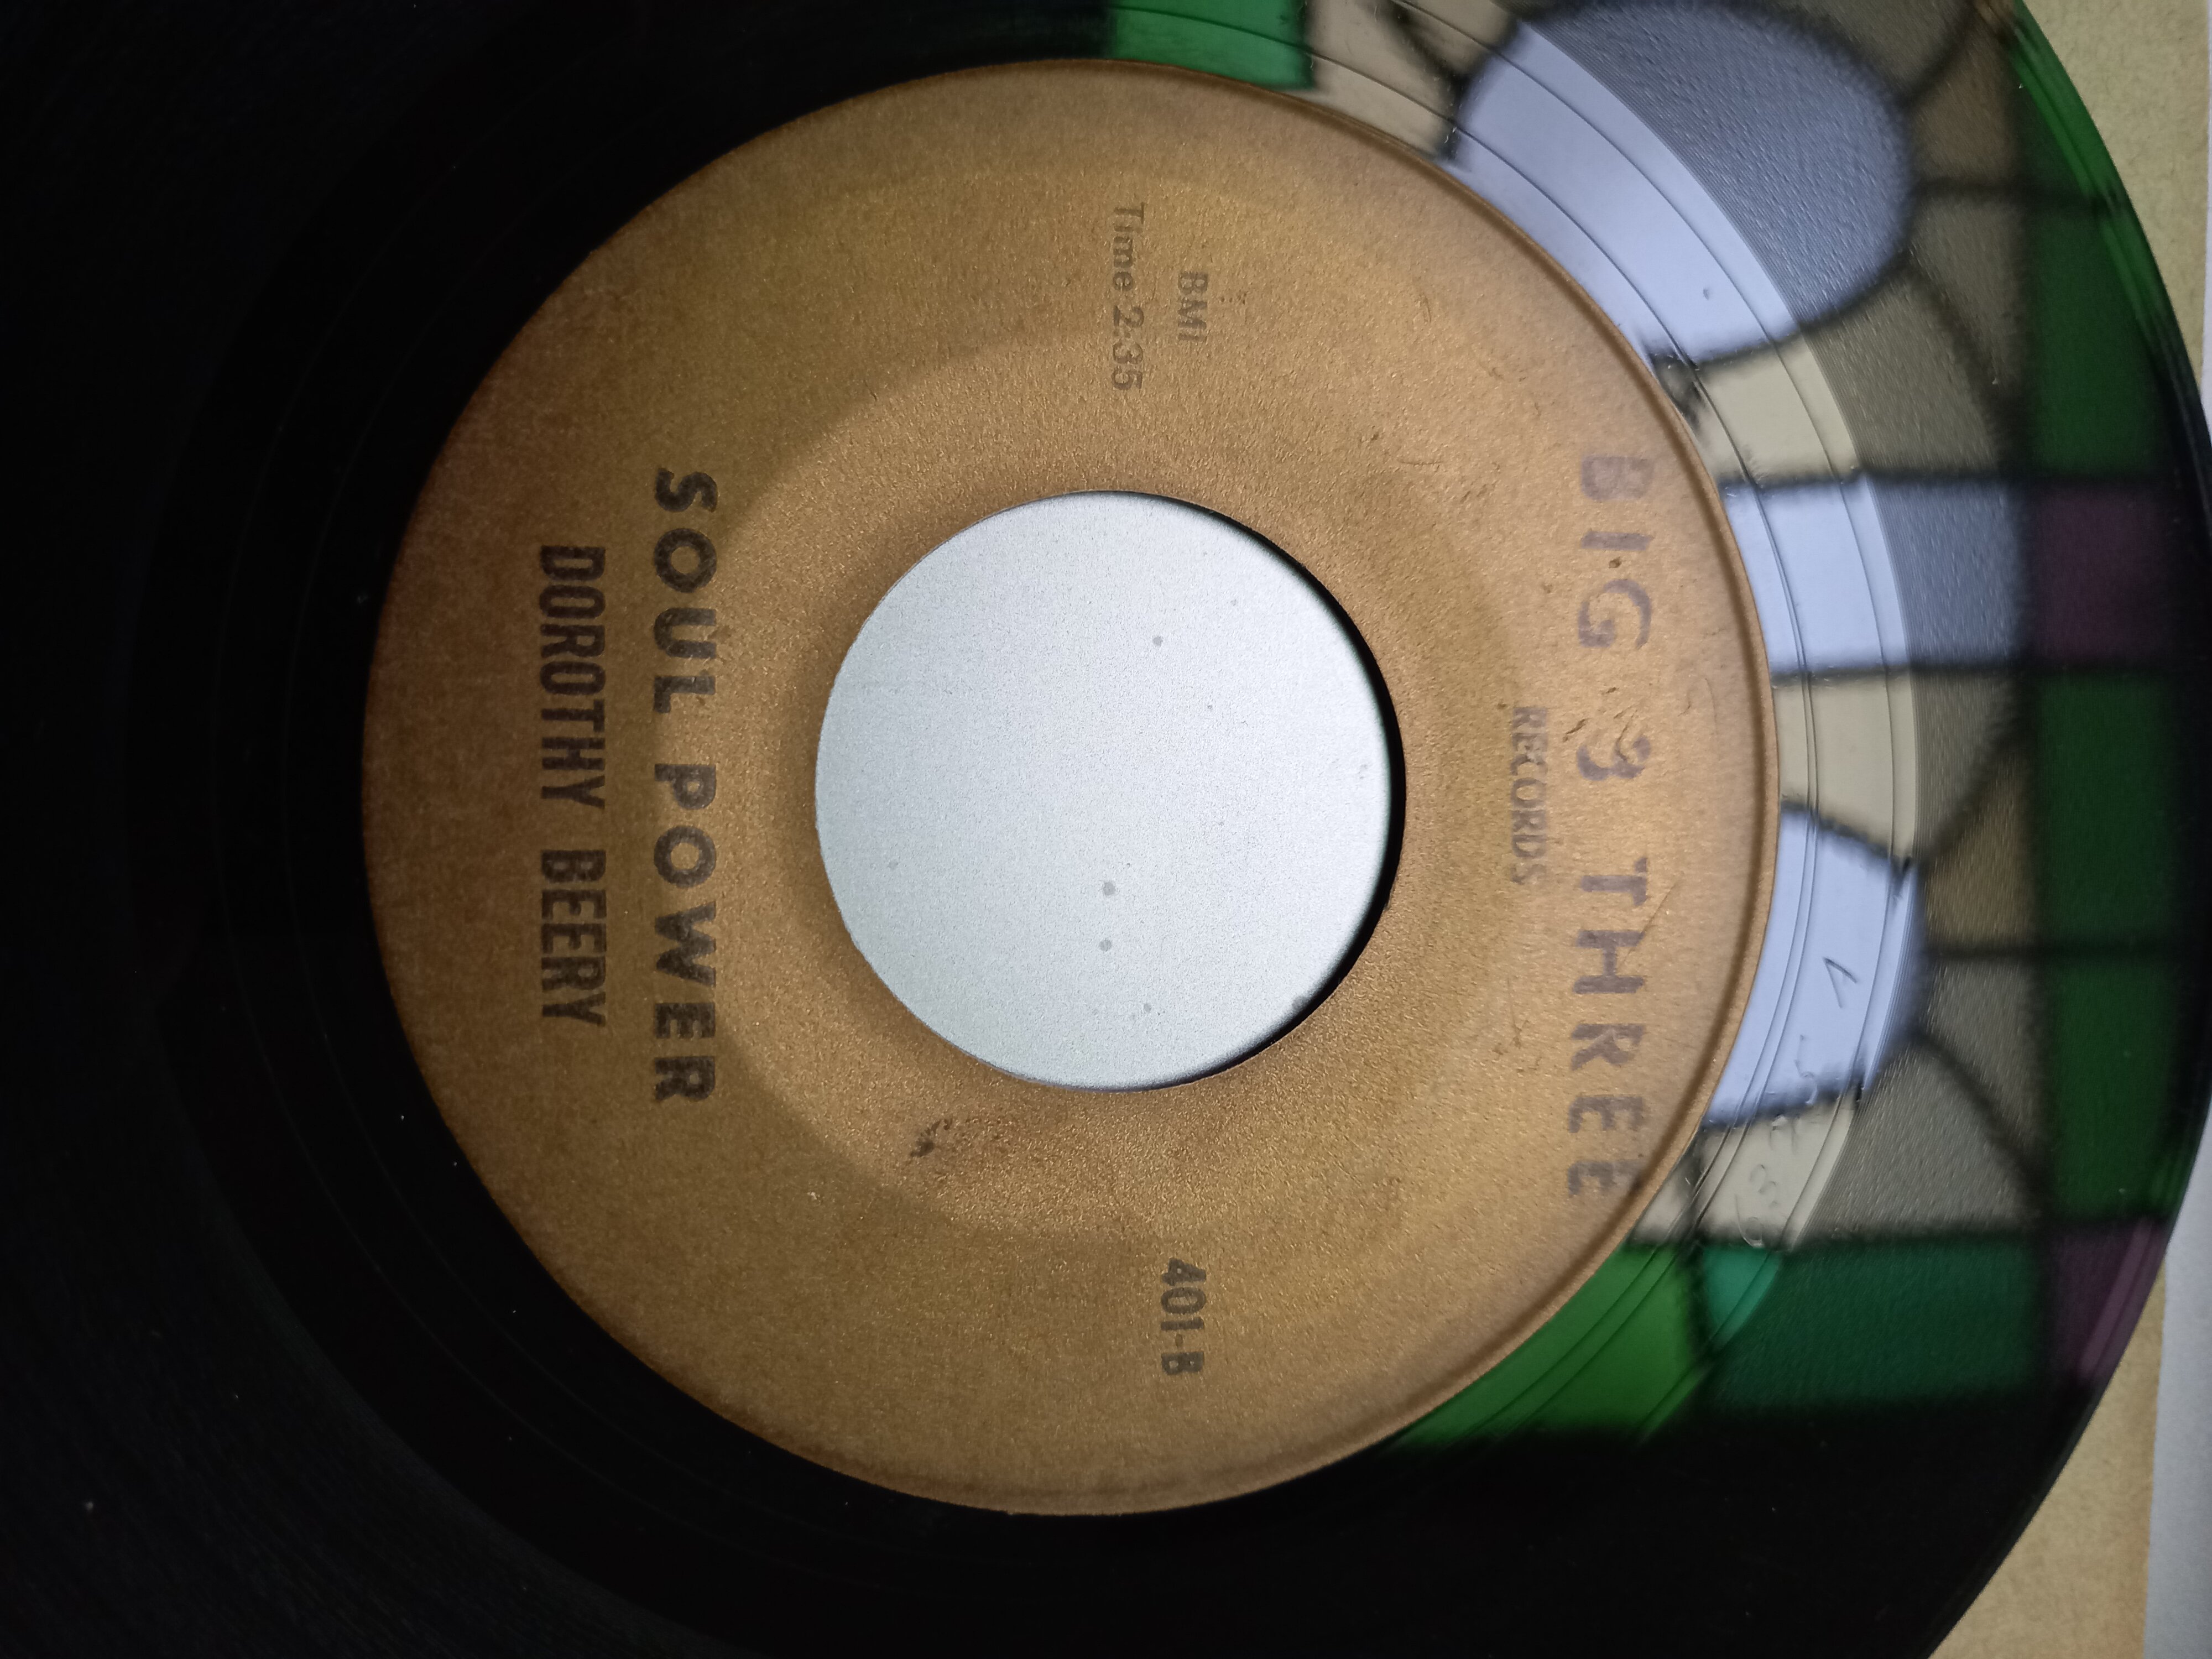 BIG 3 THREE
RECORDS
BMI
Time 2:35
401-B
SOUL POWER
DOROTHY BEERY